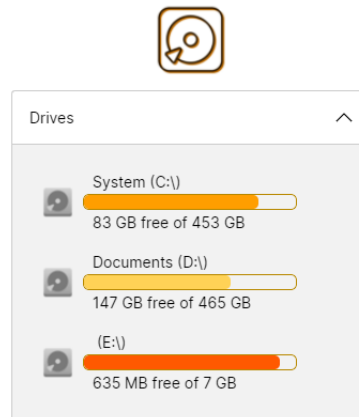 Drives
System (C:\)
83 GB free of 453 GB
Documents (D:\)
147 GB free of 465 GB
(E:\)
635 MB free of 7 GB